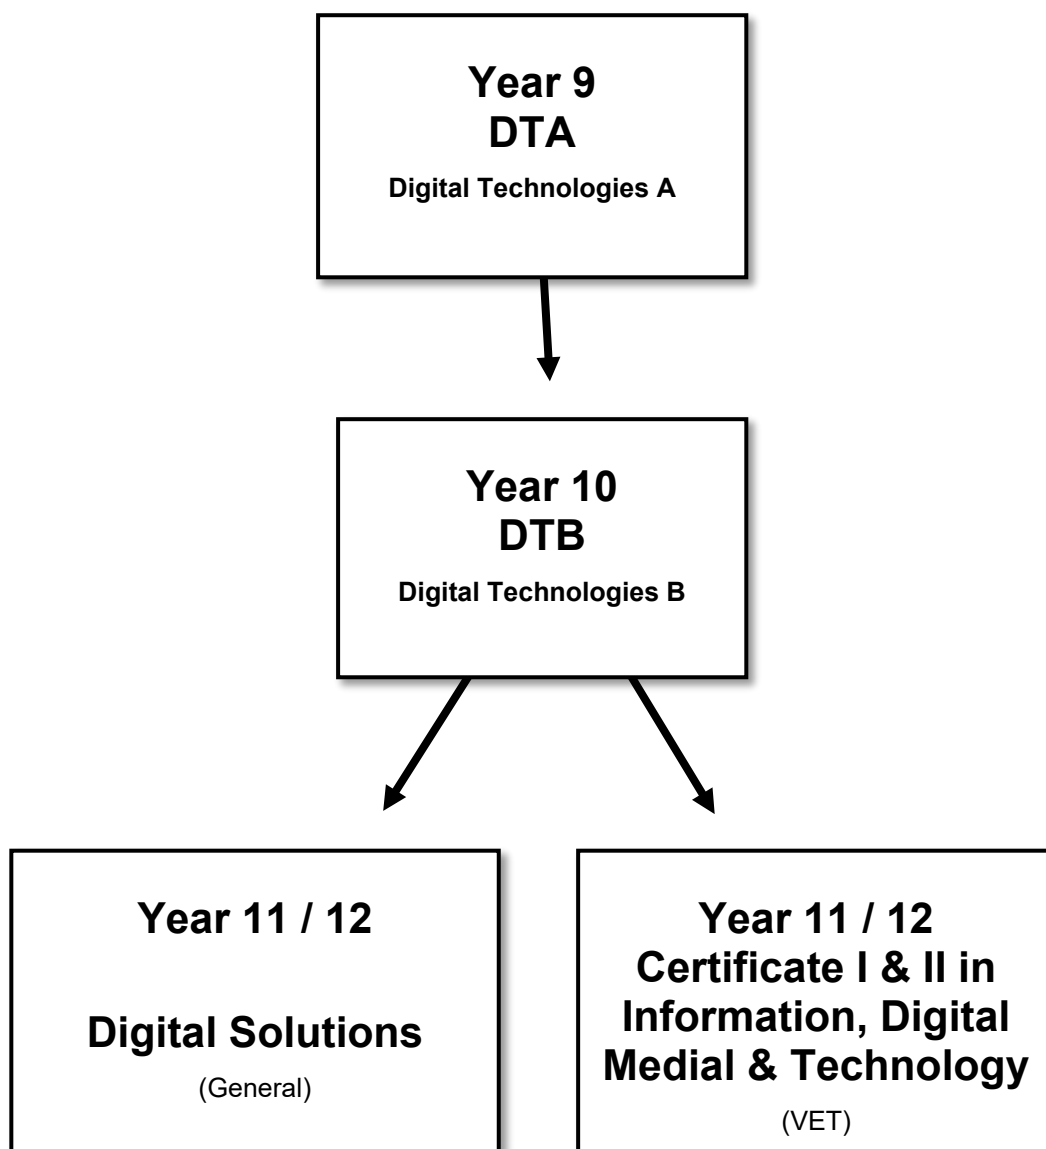 Year 9
DTA
Digital Technologies A
Year 10
DTB
Digital Technologies B
Year 11 / 12
Digital Solutions
(General)
Year 11 / 12
Certificate I & II in
Information, Digital
Medial & Technology
(VET)